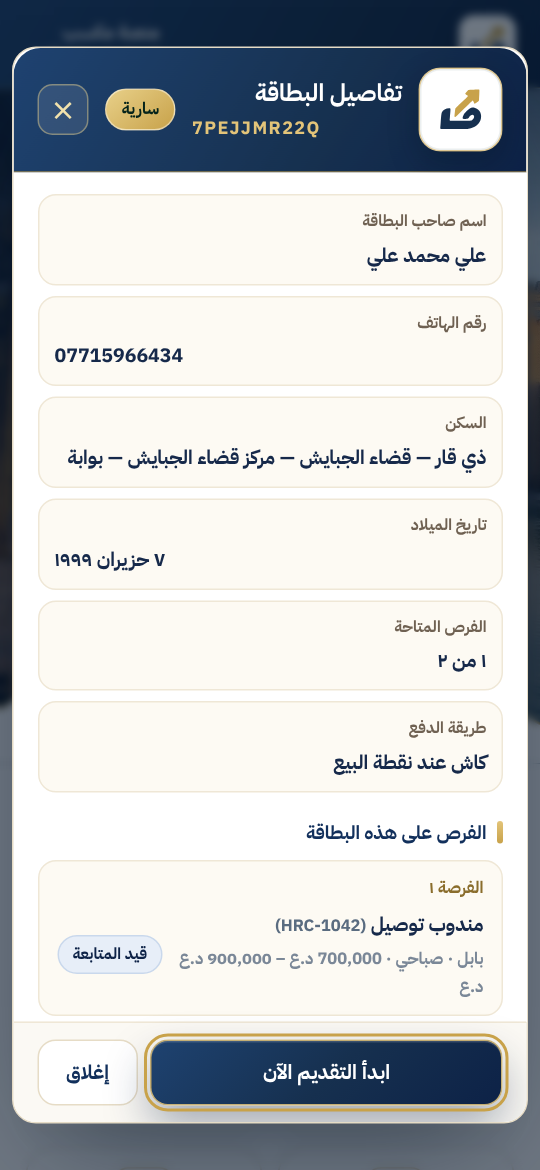 تفاصيل البطاقة
7PEJJMR22Q
سارية
اسم صاحب البطاقة
علي محمد علي
رقم الهاتف
07715966434
السكن
ذي قار — قضاء الجبايش — مركز قضاء الجبايش — بوابة
تاريخ الميلاد
٧ حزيران ١٩٩٩
الفرص المتاحة
١ من ٢
طريقة الدفع
كاش عند نقطة البيع
الفرص على هذه البطاقة
الفرصة ١
مندوب توصيل (HRC-1042)
بابل · صباحي · 700,000 د.ع – 900,000 د.ع
د.ع
قيد المتابعة
ابدأ التقديم الآن
إغلاق